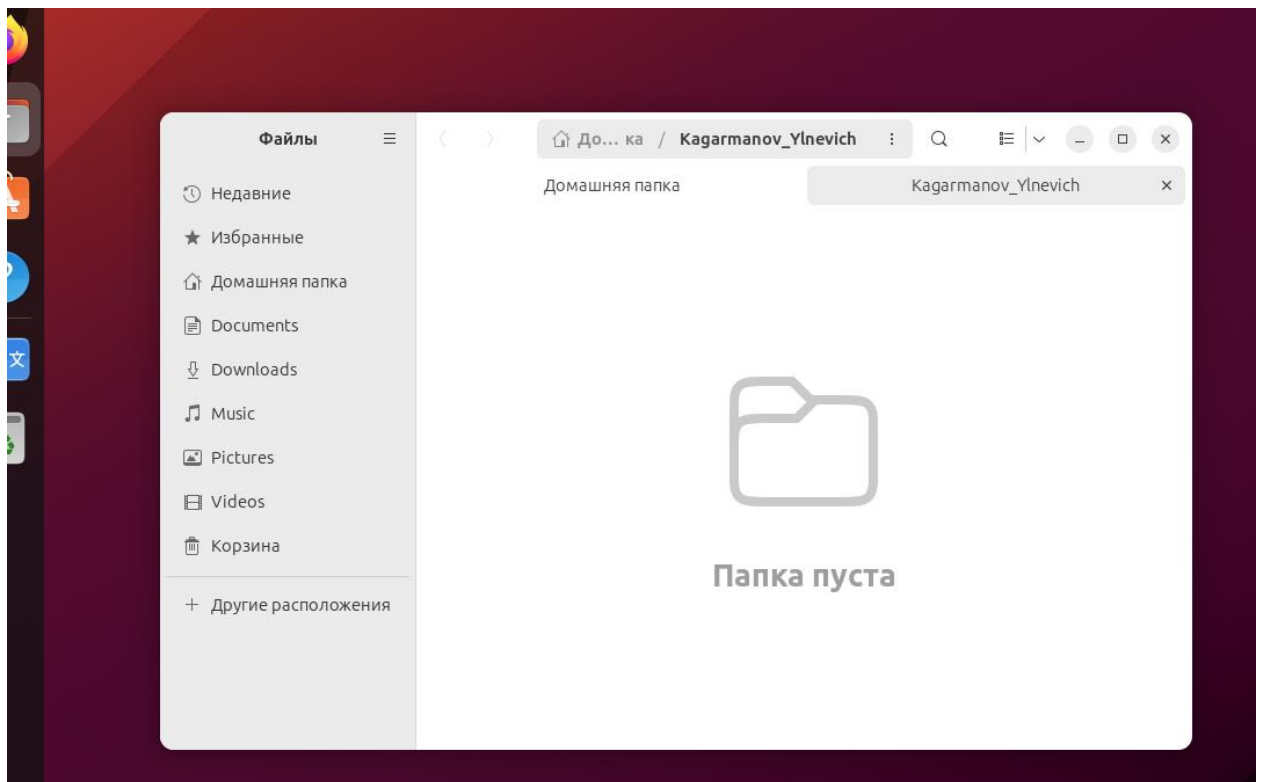 Файлы
До... ка / Kagarmanov_Ylnevich
Домашняя папка
Kagarmanov_Ylnevich
Недавние
Избранные
Домашняя папка
Documents
Downloads
Music
Pictures
Videos
Корзина
Другие расположения
Папка пуста